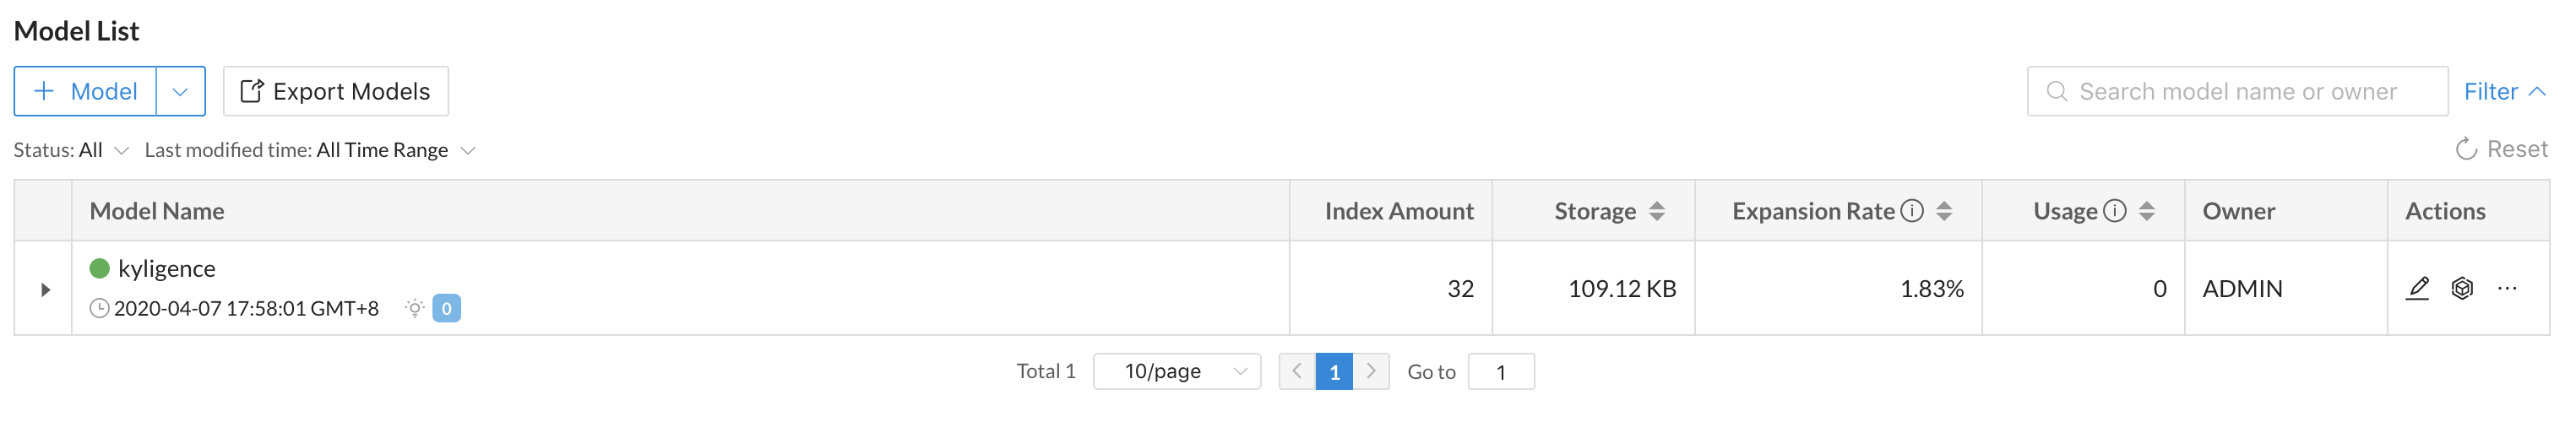 Model List
Model
Export Models
Search model name or owner
Filter
Status: All
Last modified time: All Time Range
Reset
Model Name
Index Amount
Storage
Expansion Rate
Usage
Owner
Actions
kyligence
2020-04-07 17:58:01 GMT+8
0
32
109.12 KB
1.83%
0
ADMIN
Total 1
10/page
1
Go to
1